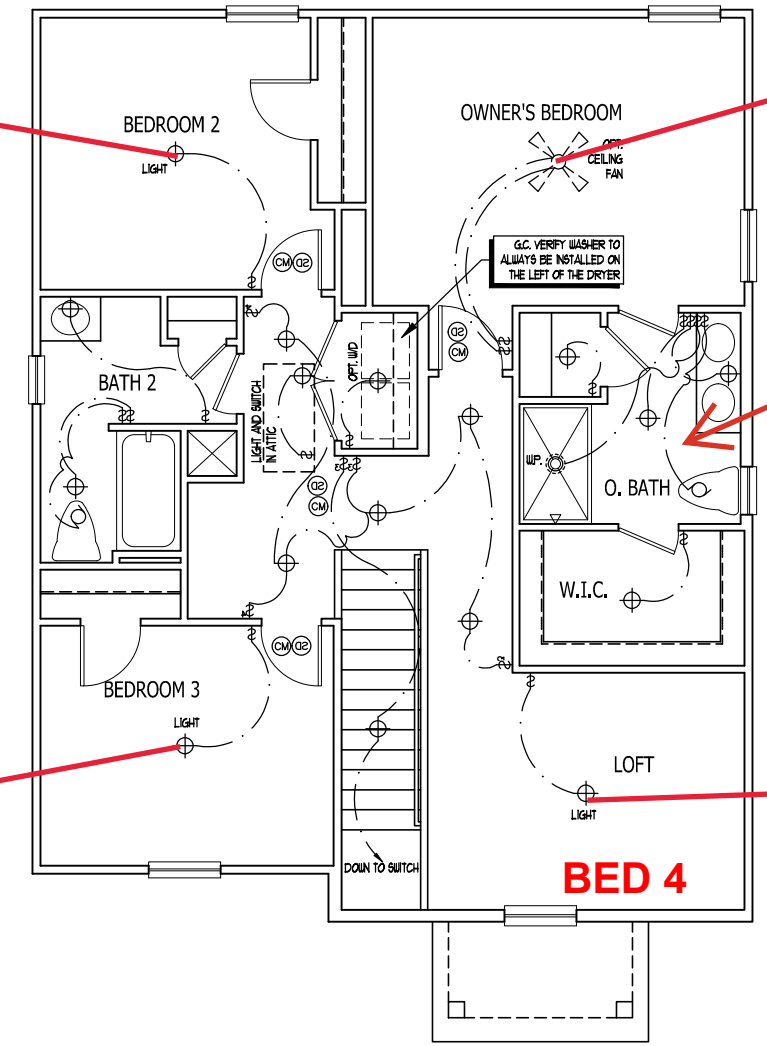 BEDROOM 2
LIGHT
OWNER'S BEDROOM
OPT.
CEILING
FAN
G.C. VERIFY WASHER TO
ALWAYS BE INSTALLED ON
THE LEFT OF THE DRYER
CM
SD
SD
CM
BATH 2
OPT. W/D
LIGHT AND SWITCH
IN ATTIC
SD
CM
W.P.
O. BATH
W.I.C.
CM
SD
BEDROOM 3
LIGHT
LOFT
LIGHT
DOWN TO SWITCH
BED 4